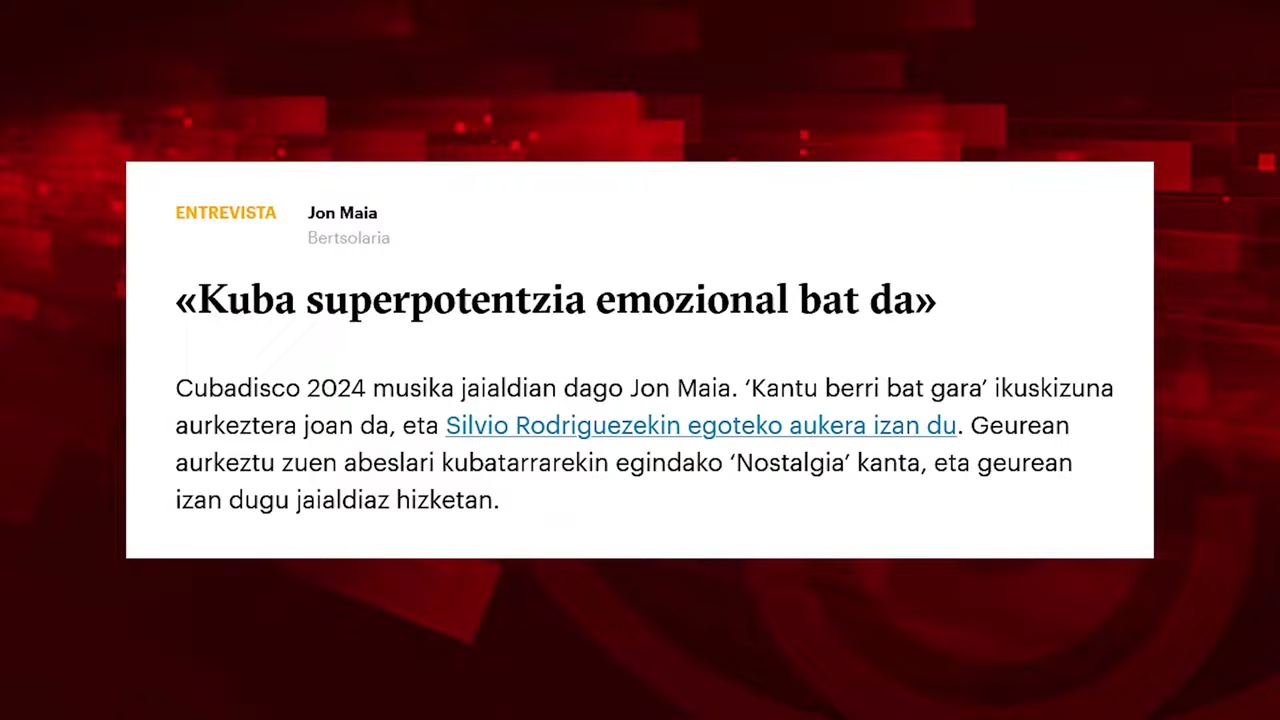 ENTREVISTA Jon Maia
Bertsolaria
«Kuba superpotentzia emozional bat da»
Cubadisco 2024 musika jaialdian dago Jon Maia. ‘Kantu berri bat gara’ ikuskizuna
aurkeztera joan da, eta Silvio Rodriguezekin egoteko aukera izan du. Geurean
aurkeztu zuen abeslari kubatarrarekin egindako ‘Nostalgia’ kanta, eta geurean
izan dugu jaialdiaz hizketan.